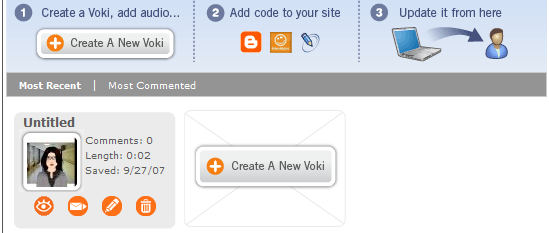 1 Create a Voki, add audio...
Create A New Voki
2 Add code to your site
3 Update it from here
Most Recent | Most Commented
Untitled
Comments: 0
Length: 0:02
Saved: 9/27/07
Create A New Voki